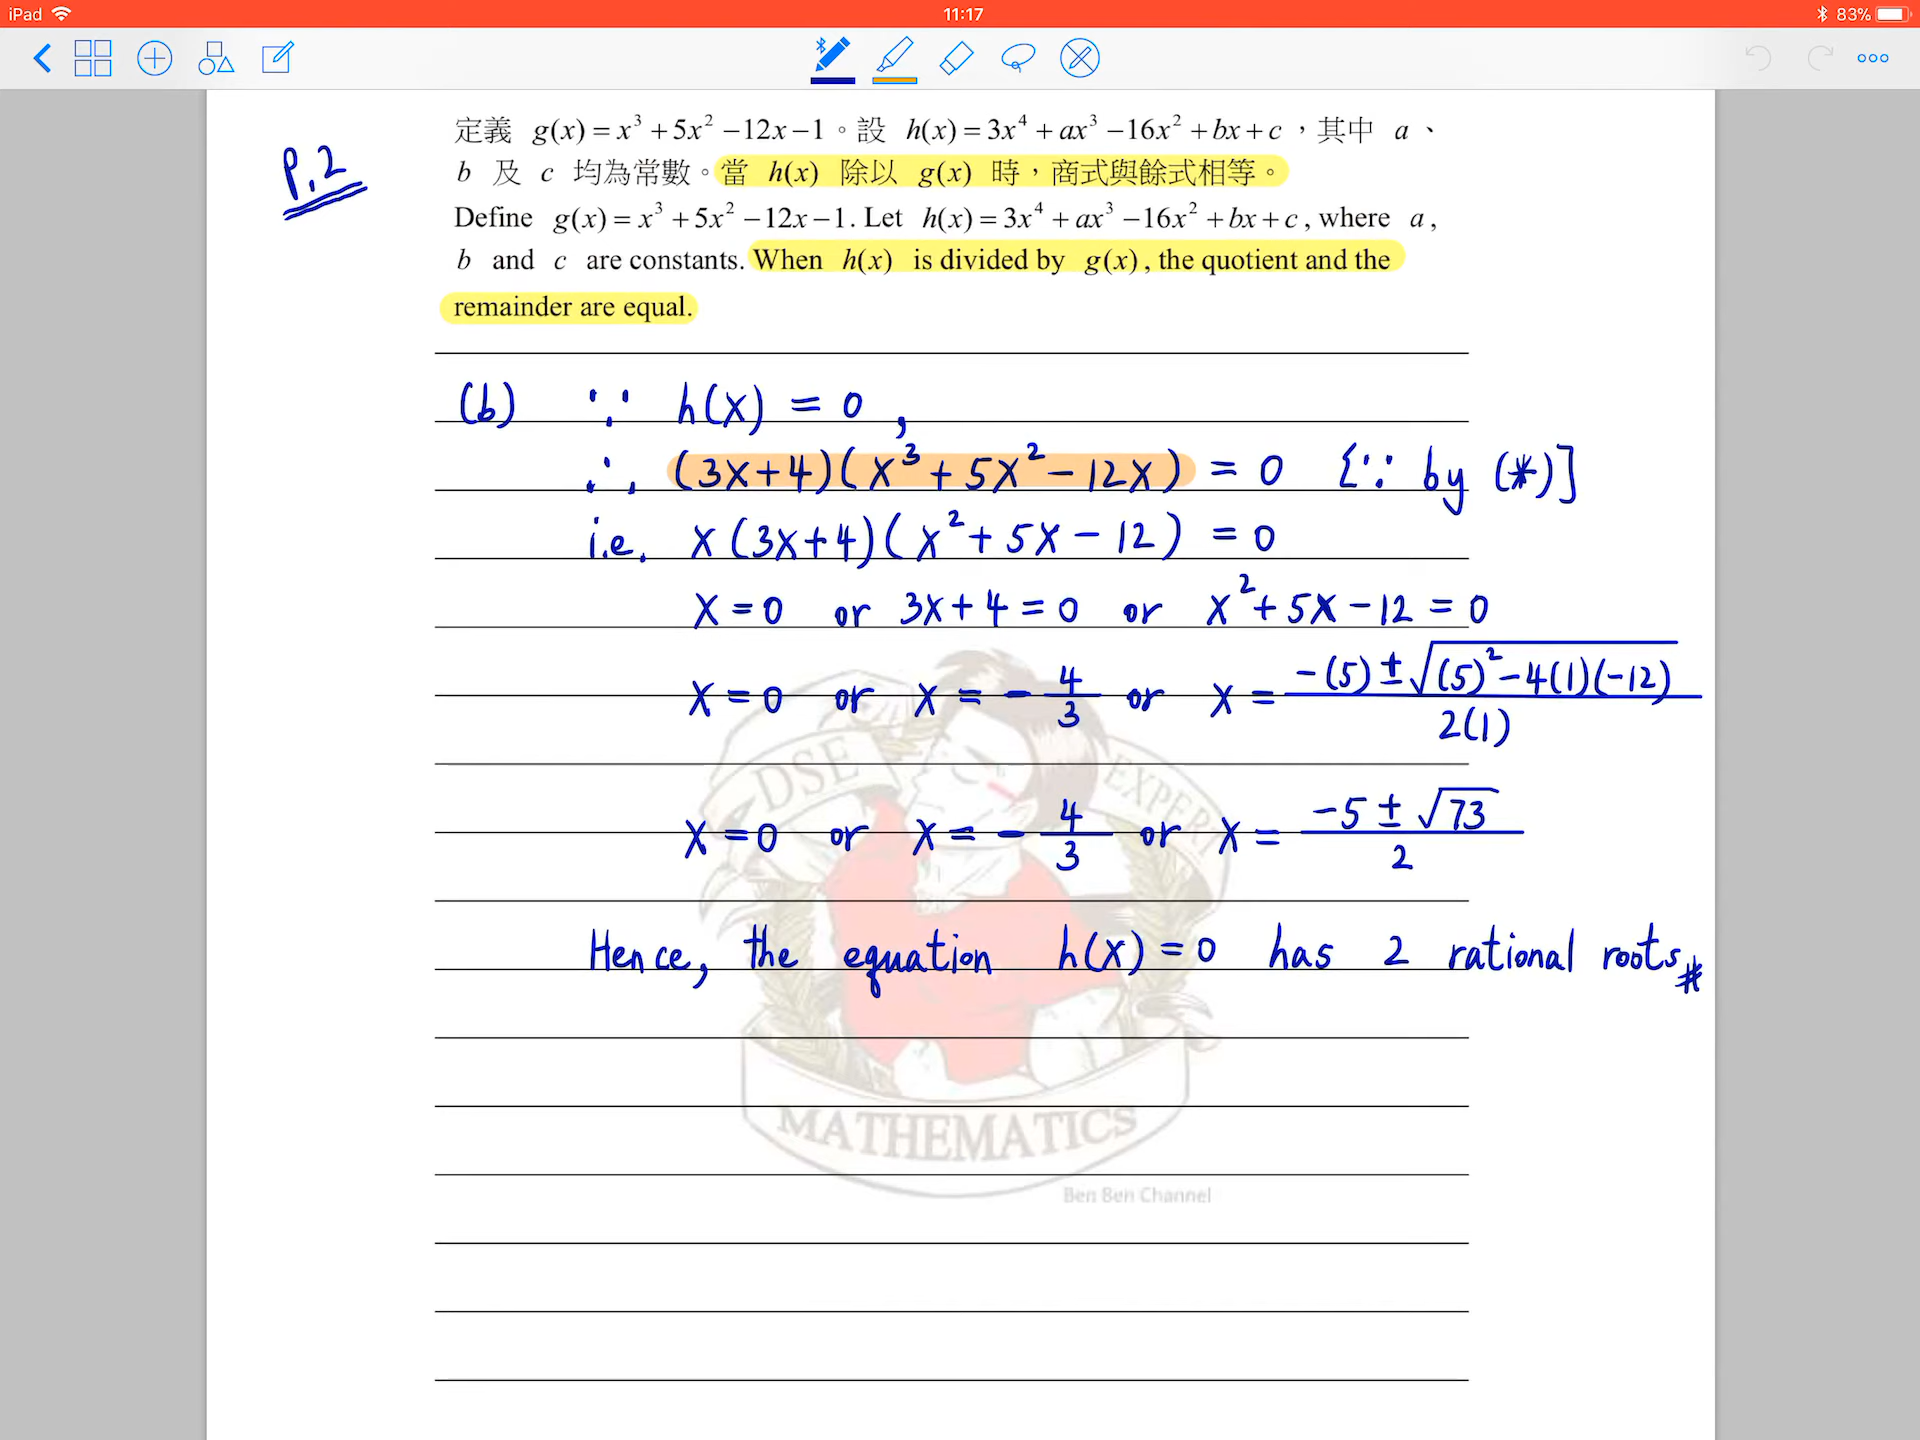 iPad 11:17 83%
P.2
定義 g(x) = x³ + 5x² − 12x − 1。設 h(x) = 3x⁴ + ax³ − 16x² + bx + c，其中 a、
b 及 c 均為常數。當 h(x) 除以 g(x) 時，商式與餘式相等。
Define g(x) = x³ + 5x² − 12x − 1. Let h(x) = 3x⁴ + ax³ − 16x² + bx + c, where a,
b and c are constants. When h(x) is divided by g(x), the quotient and the
remainder are equal.
(b) ∵ h(x) = 0,
∴ (3x+4)(x³ + 5x² − 12x) = 0 [∵ by (*)]
i.e. x(3x+4)(x² + 5x − 12) = 0
x = 0 or 3x + 4 = 0 or x² + 5x − 12 = 0
x = 0 or x = −4/3 or x = (−(5) ± √((5)² − 4(1)(−12)))/2(1)
x = 0 or x = −4/3 or x = (−5 ± √73)/2
Hence, the equation h(x) = 0 has 2 rational roots #
DSE EXPERT
MATHEMATICS
Ben Ben Channel